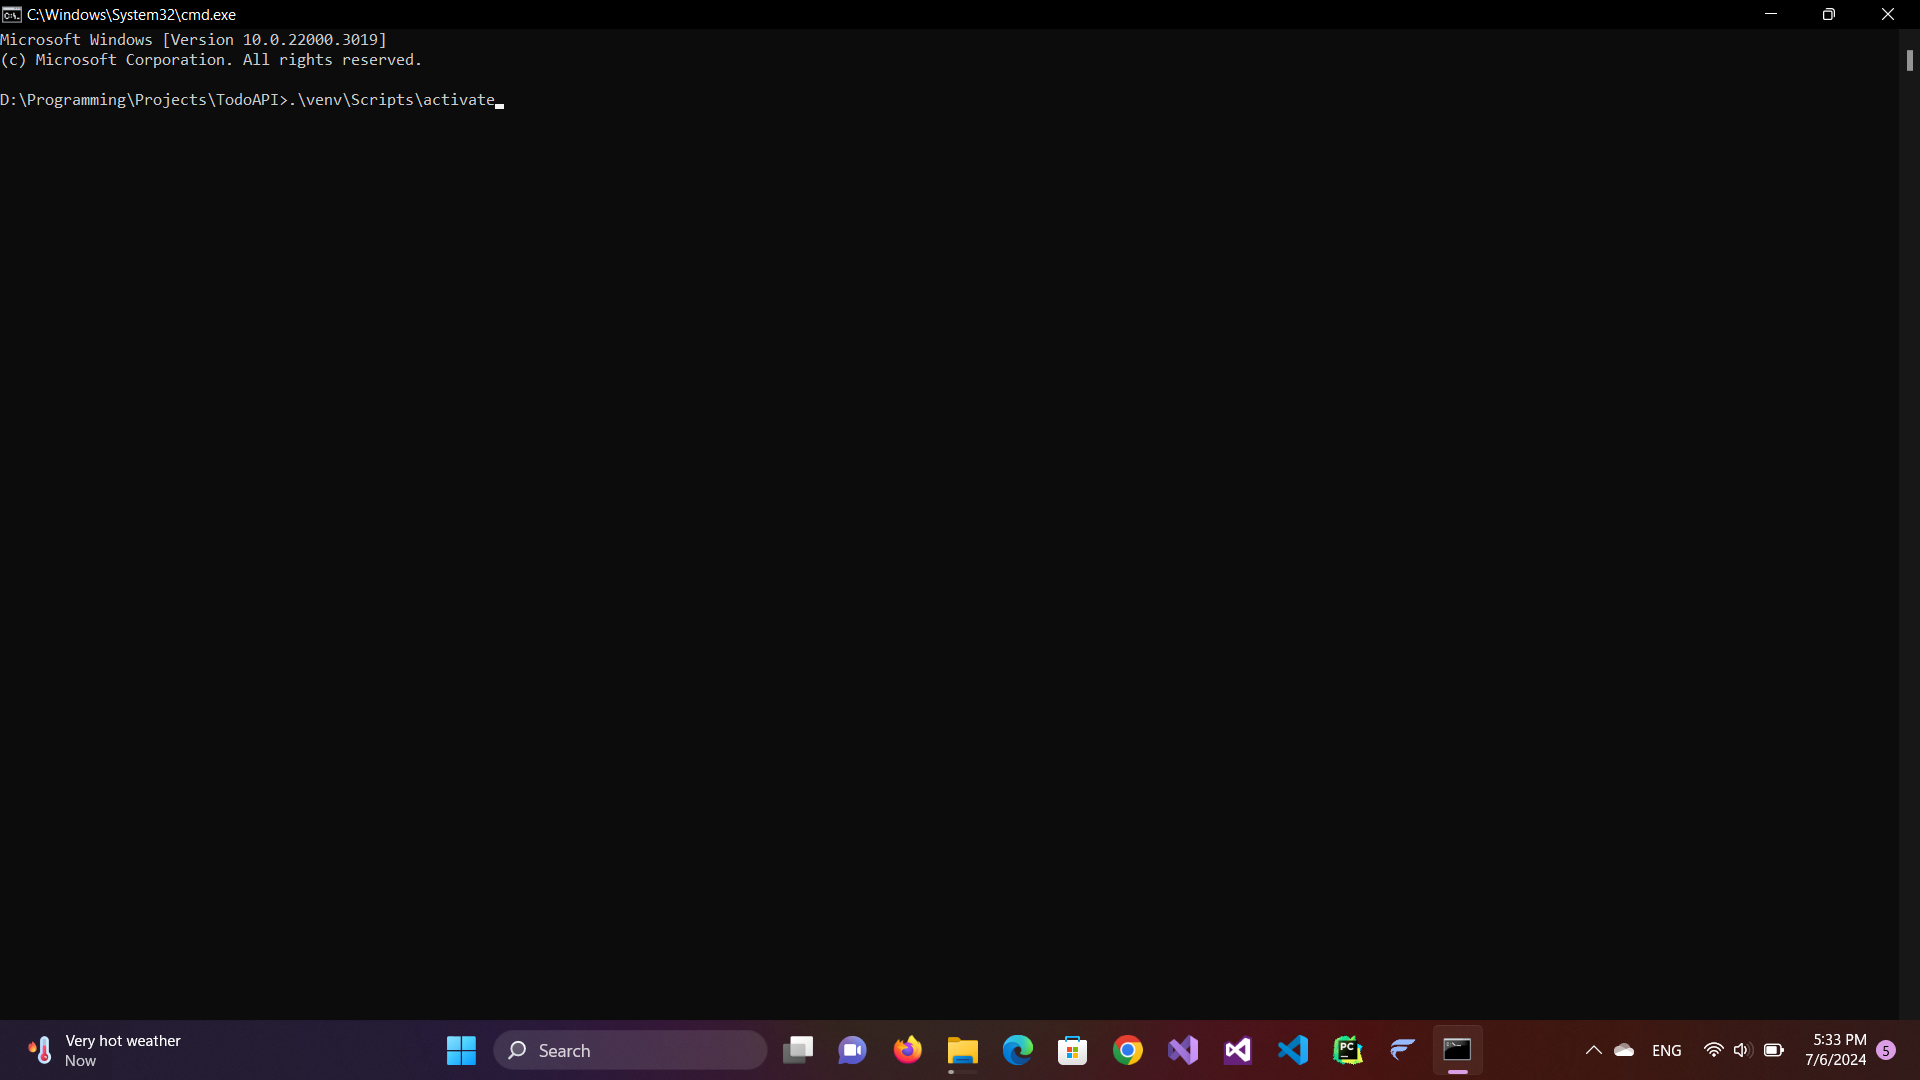 C:\Windows\System32\cmd.exe
Microsoft Windows [Version 10.0.22000.3019]
(c) Microsoft Corporation. All rights reserved.
D:\Programming\Projects\TodoAPI>.\venv\Scripts\activate
Very hot weather
Now
Search
PC
ENG
5:33 PM
7/6/2024
5